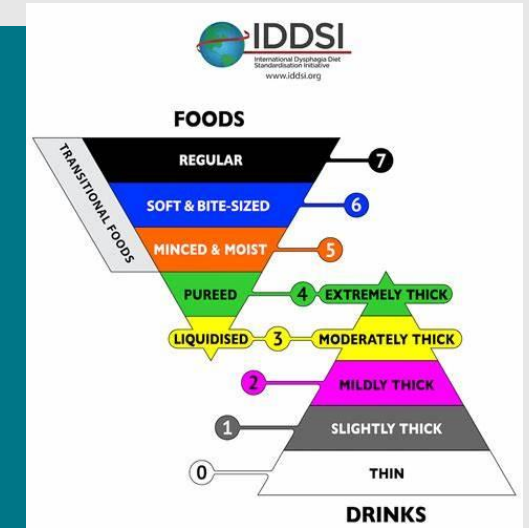 IDDSI
International Dysphagia Diet
Standardisation Initiative
www.iddsi.org
FOODS
TRANSITIONAL FOODS
REGULAR
7
SOFT & BITE-SIZED
6
MINCED & MOIST
5
PUREED
4
EXTREMELY THICK
LIQUIDISED
3
MODERATELY THICK
2
MILDLY THICK
1
SLIGHTLY THICK
0
THIN
DRINKS